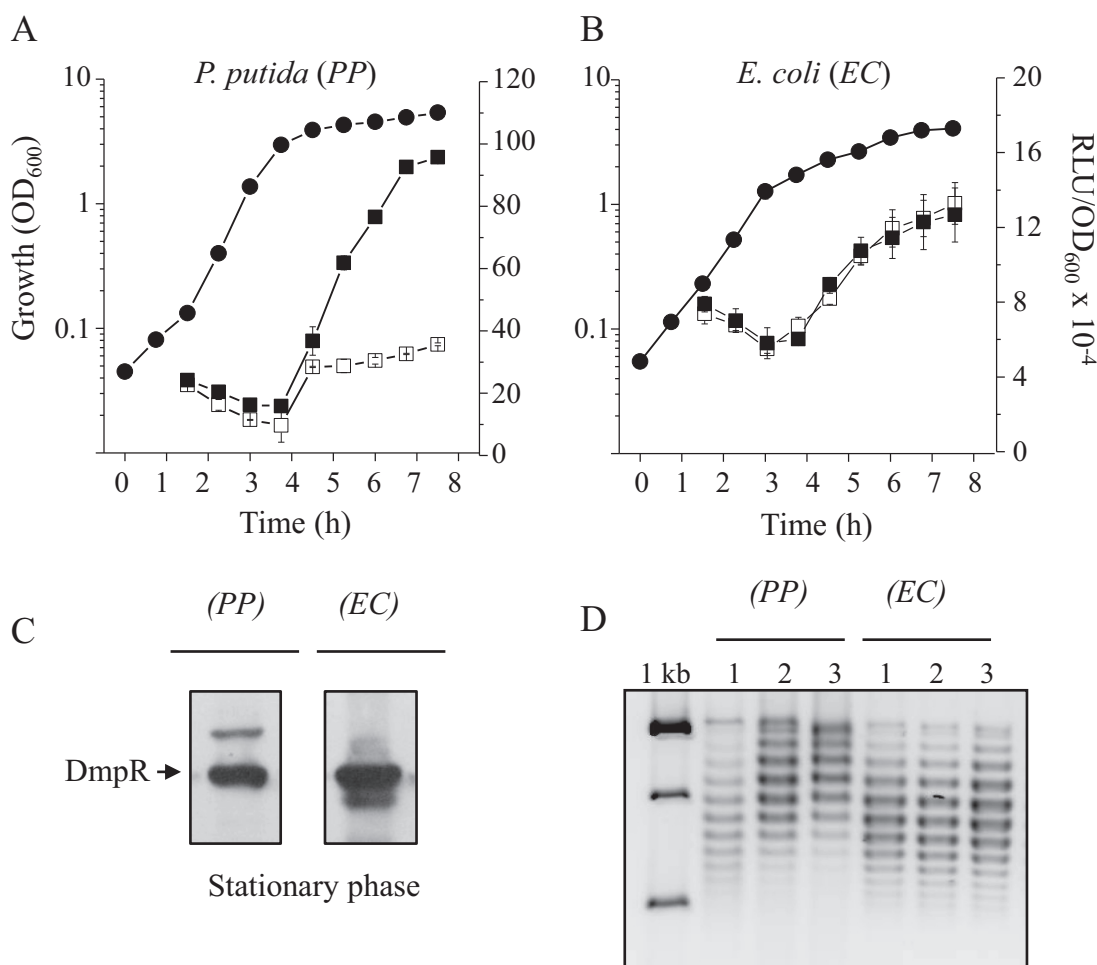 A
P. putida (PP)
Growth (OD600)
10
1
0.1
120
100
80
60
40
20
0
0 1 2 3 4 5 6 7 8
Time (h)
B
E. coli (EC)
10
1
0.1
20
16
12
8
4
0
RLU/OD600 x 10-4
0 1 2 3 4 5 6 7 8
Time (h)
C
(PP) (EC)
DmpR
Stationary phase
D
(PP) (EC)
1 kb 1 2 3 1 2 3